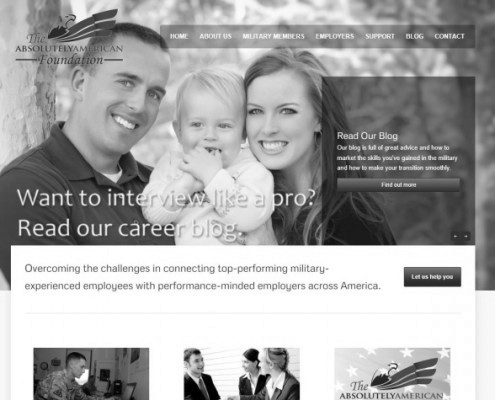 The
ABSOLUTELYAMERICAN
Foundation
HOME ABOUT US MILITARY MEMBERS EMPLOYERS SUPPORT BLOG CONTACT
Read Our Blog
Our blog is full of great advice and how to
market the skills you've gained in the military
and how to make your transition smoothly.
Find out more
Want to interview like a pro?
Read our career blog.
Overcoming the challenges in connecting top-performing military-
experienced employees with performance-minded employers across America.
Let us help you
The
ABSOLUTELYAMERICAN